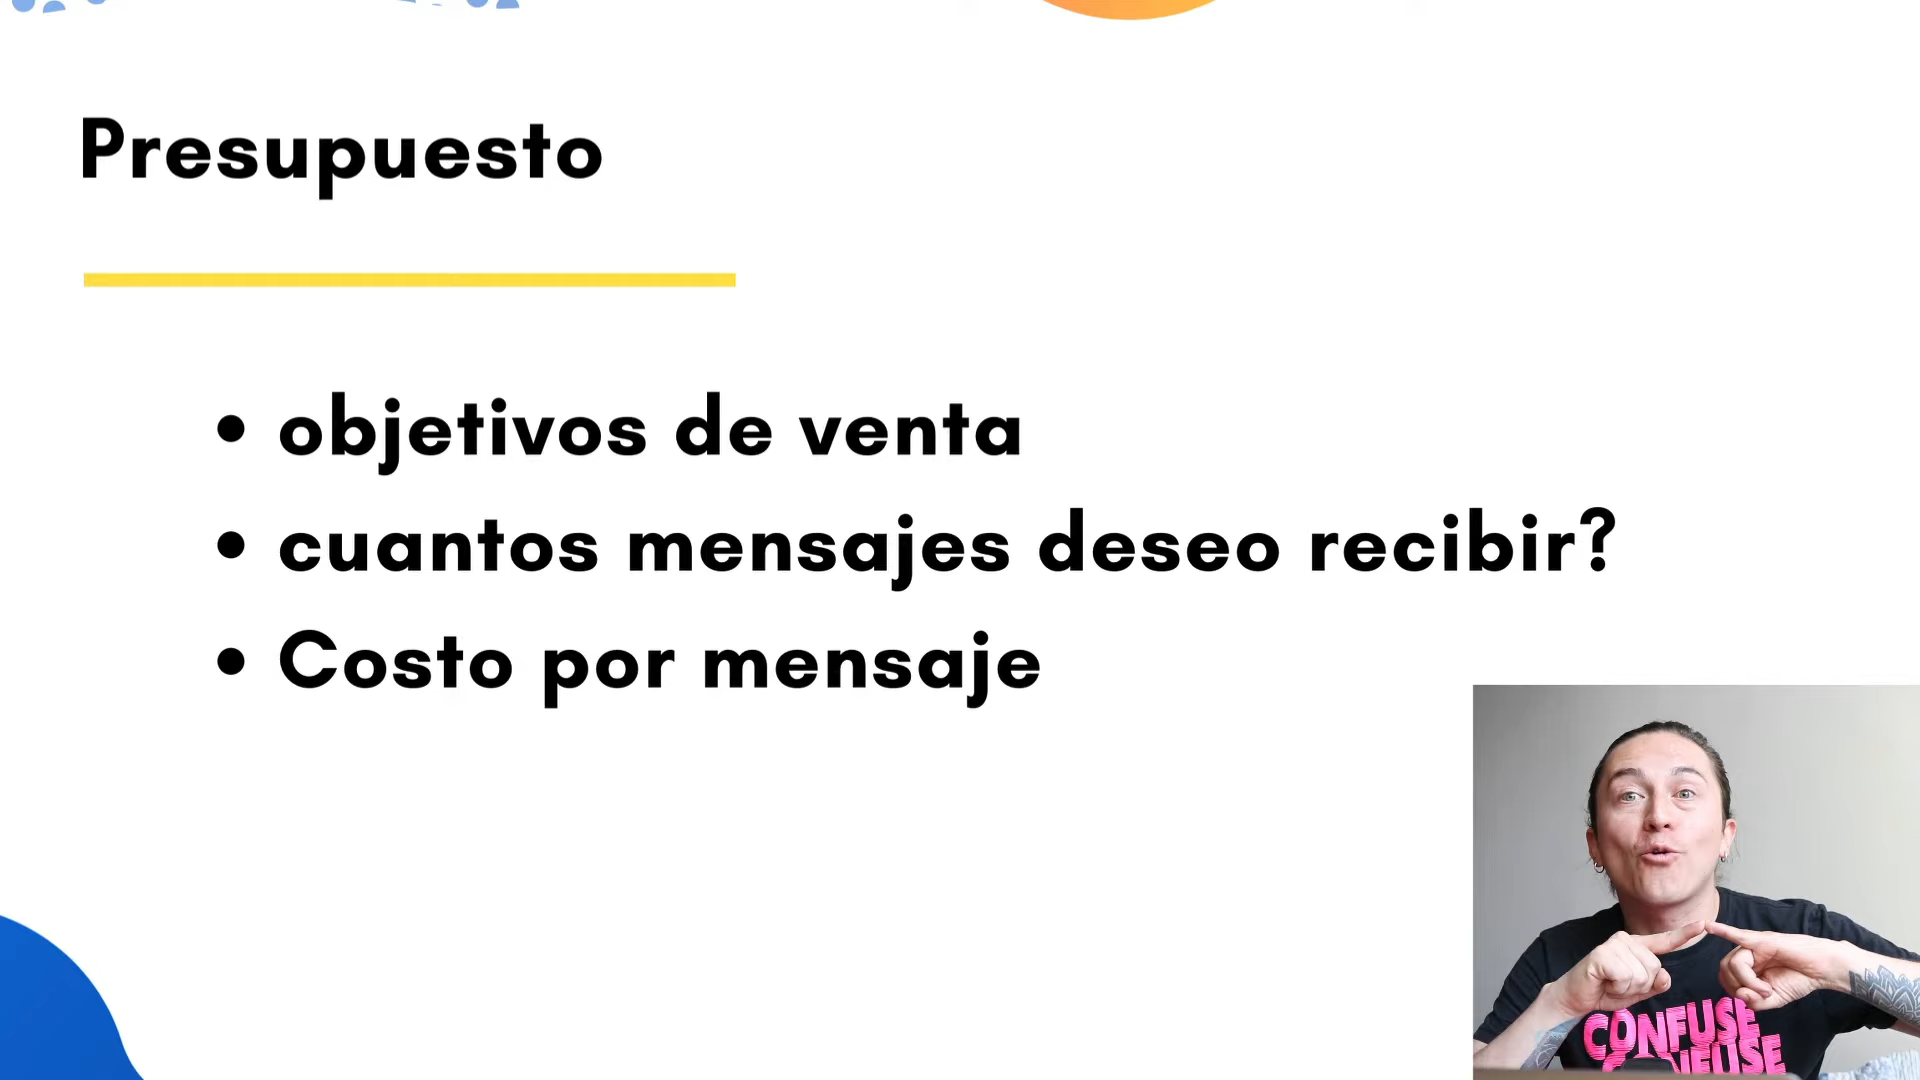 Presupuesto
• objetivos de venta
• cuantos mensajes deseo recibir?
• Costo por mensaje
CONFUSE